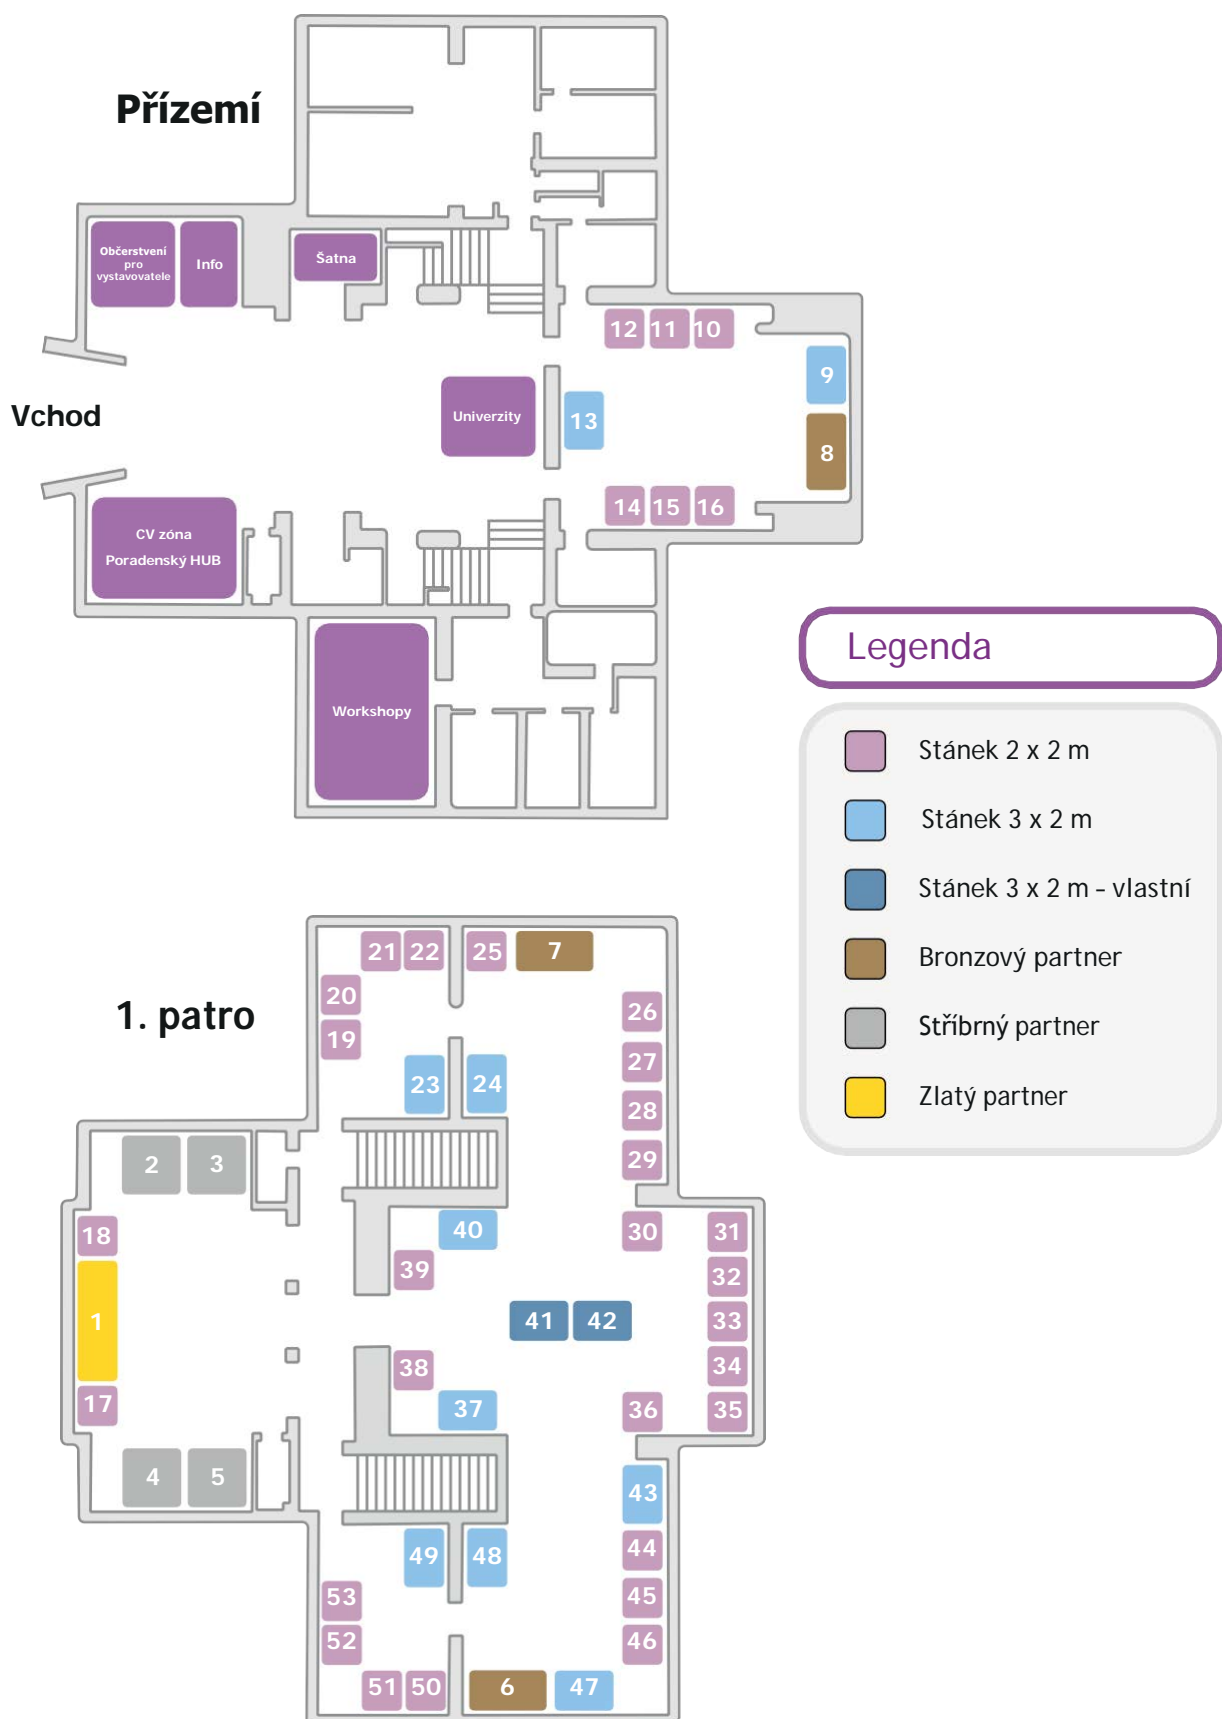 Přízemí
Občerstvení
pro
vystavovatele
Info
Šatna
12 11 10
9
Vchod
Univerzity
13
8
14 15 16
CV zóna
Poradenský HUB
Workshopy
Legenda
Stánek 2 x 2 m
Stánek 3 x 2 m
Stánek 3 x 2 m - vlastní
Bronzový partner
Stříbrný partner
Zlatý partner
1. patro
21 22 25 7
20
26
19
27
23 24
28
2 3
29
18
40
30 31
39
32
1
41 42
33
38
34
17
37
36 35
4 5
43
49 48
44
53
45
52
46
51 50 6 47